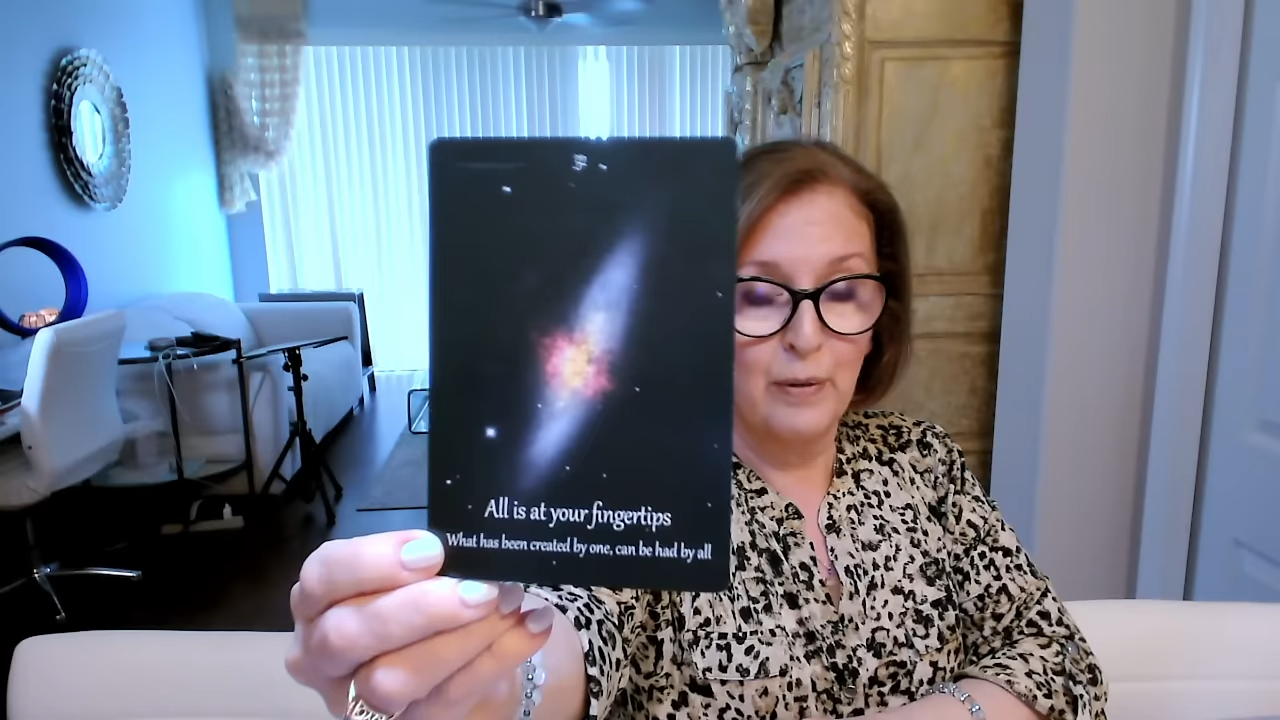 All is at your fingertips
What has been created by one, can be had by all